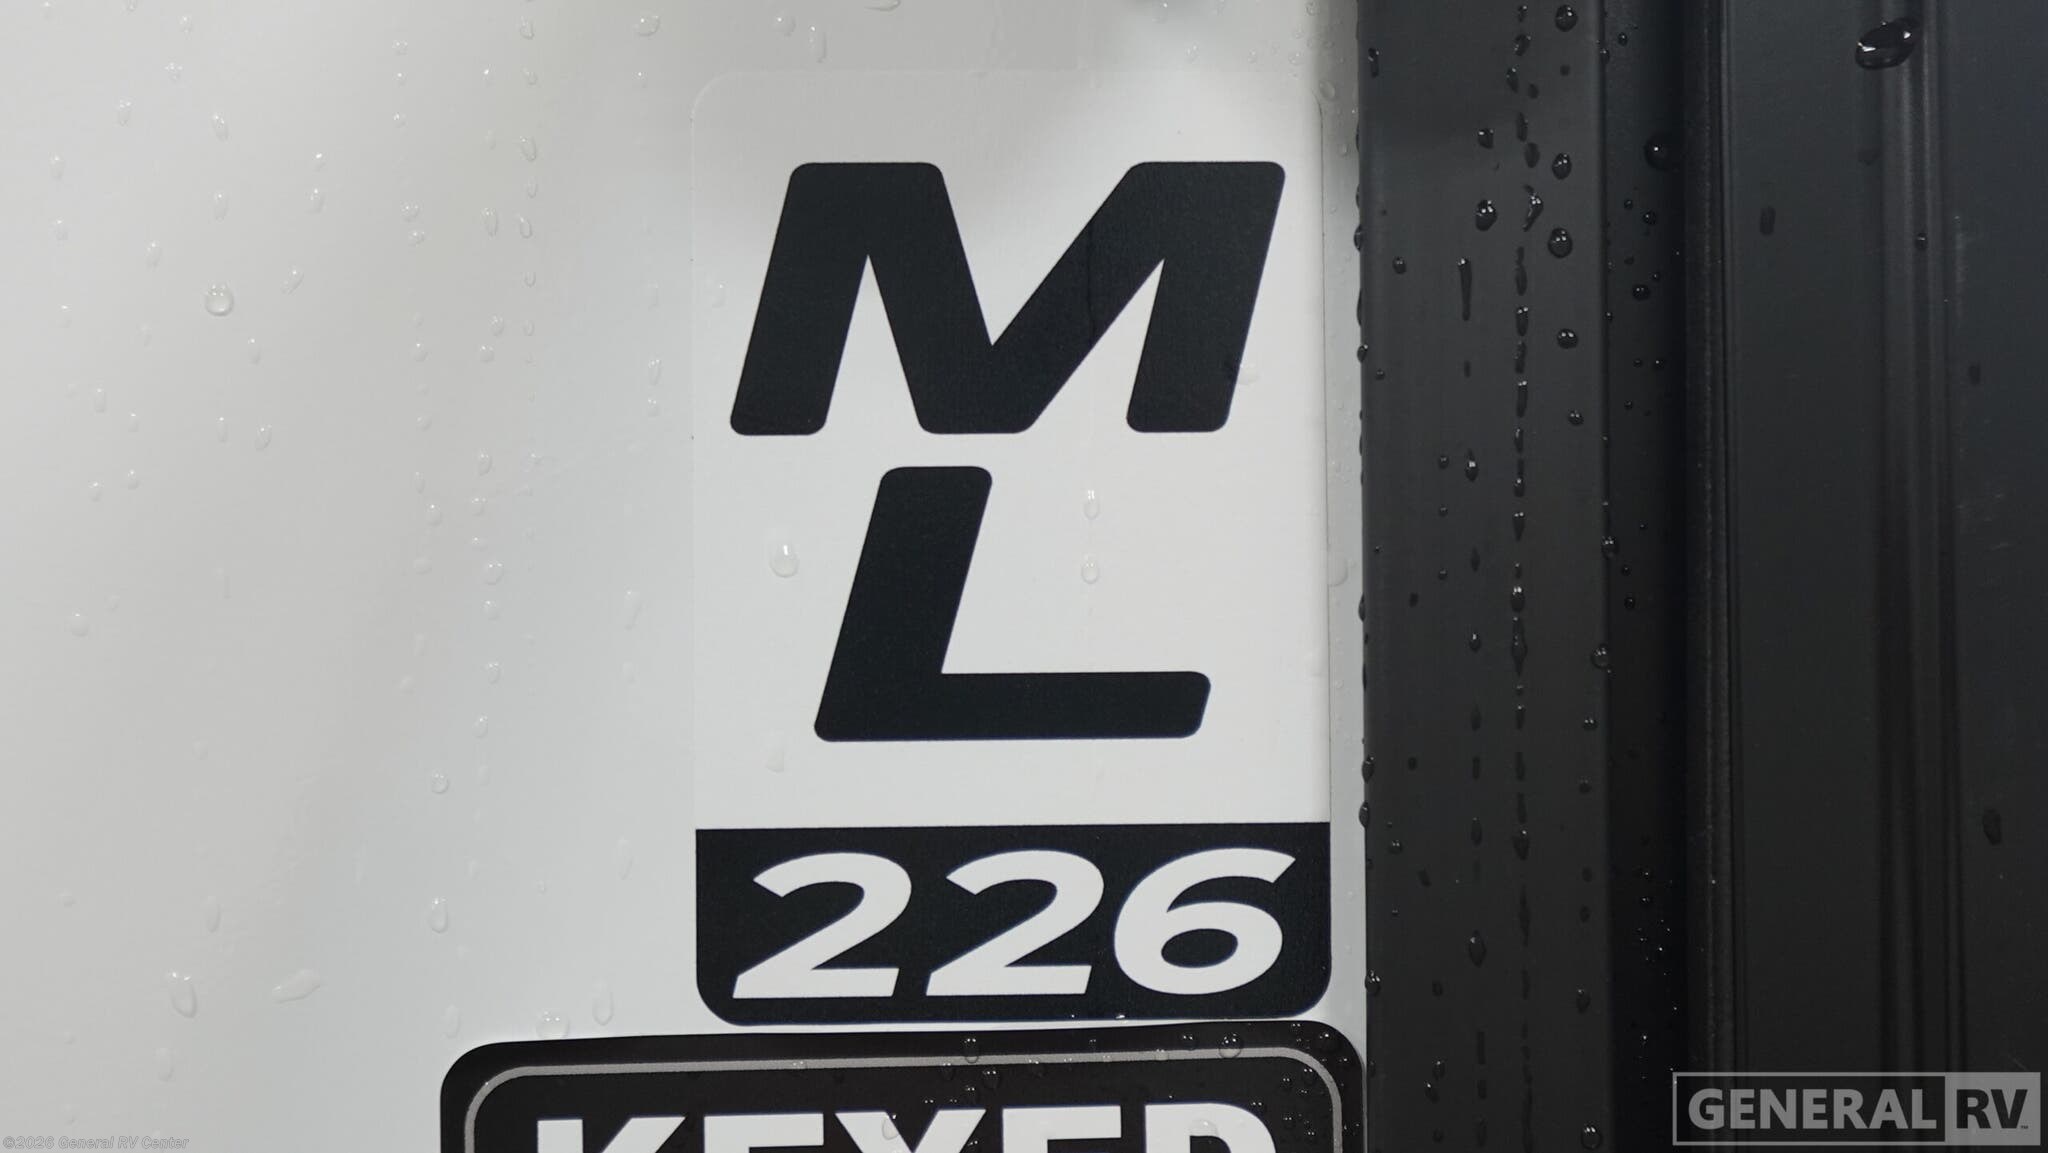 M
L
226
KEYED
GENERAL RV
©2026 General RV Center